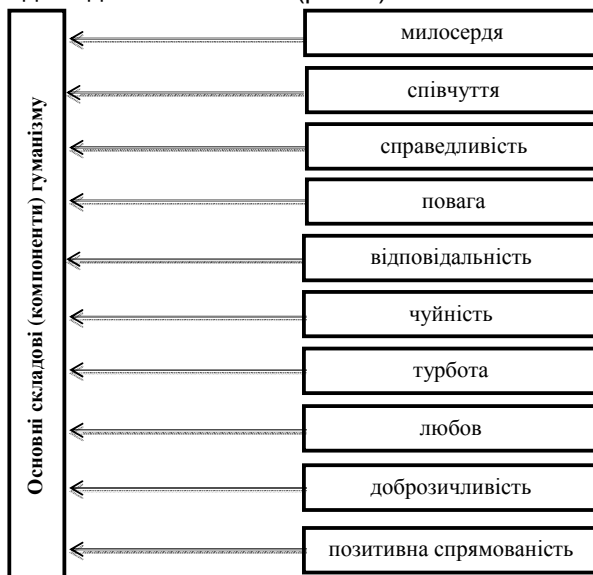 Основні складові (компоненти) гуманізму
милосердя
співчуття
справедливість
повага
відповідальність
чуйність
турбота
любов
доброзичливість
позитивна спрямованість